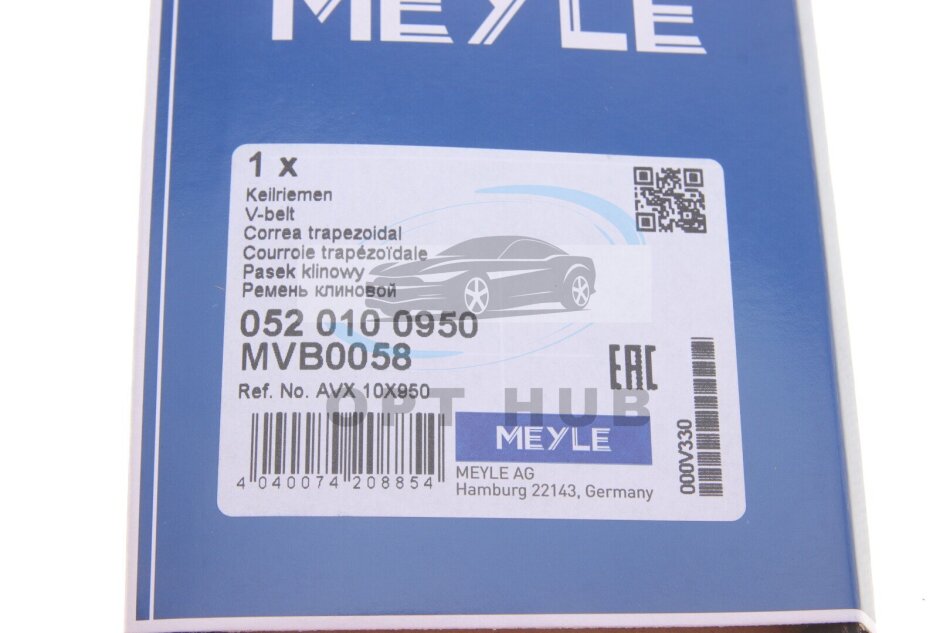 MEYLE
1 x
Keilriemen
V-belt
Correa trapezoidal
Courroie trapézoïdale
Pasek klinowy
Ремень клиновой
052 010 0950
MVB0058
Ref. No. AVX 10X950
OPT HUB
EAC
MEYLE
MEYLE AG
Hamburg 22143, Germany
4 040074 208854
000V330